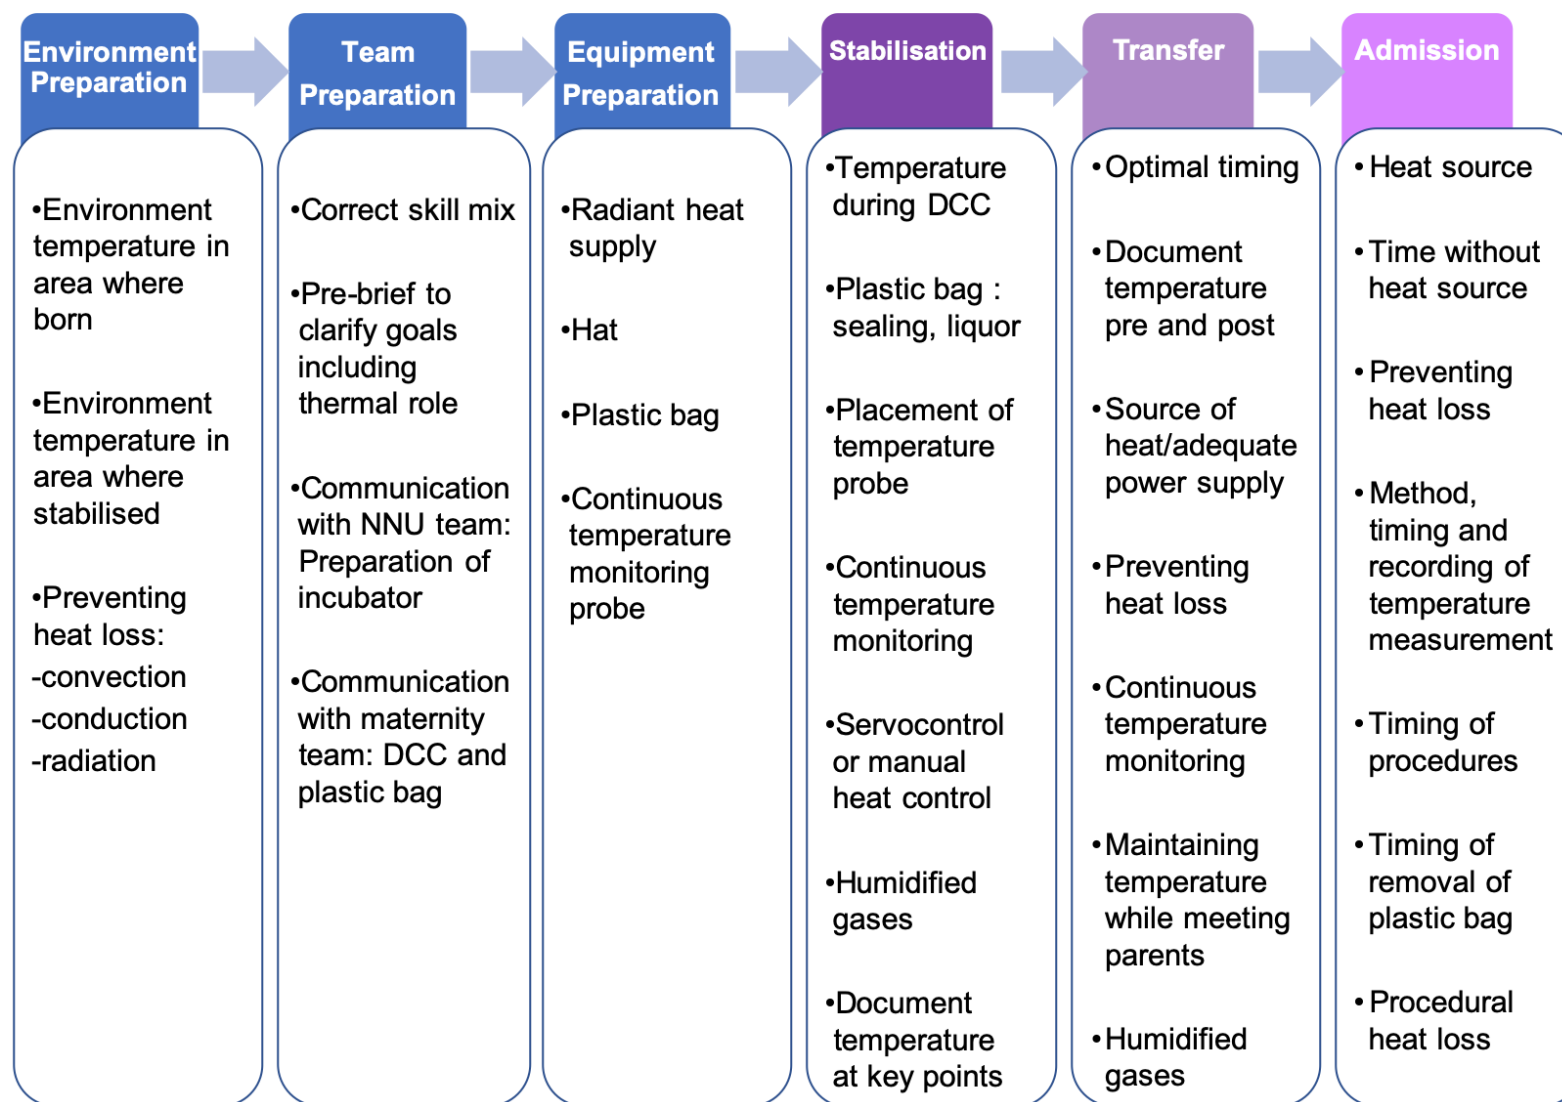 Environment
Preparation
Team
Preparation
Equipment
Preparation
Stabilisation
Transfer
Admission
•Environment
temperature in
area where
born
•Environment
temperature in
area where
stabilised
•Preventing
heat loss:
-convection
-conduction
-radiation
•Correct skill mix
•Pre-brief to
clarify goals
including
thermal role
•Communication
with NNU team:
Preparation of
incubator
•Communication
with maternity
team: DCC and
plastic bag
•Radiant heat
supply
•Hat
•Plastic bag
•Continuous
temperature
monitoring
probe
•Temperature
during DCC
•Plastic bag :
sealing, liquor
•Placement of
temperature
probe
•Continuous
temperature
monitoring
•Servocontrol
or manual
heat control
•Humidified
gases
•Document
temperature
at key points
•Optimal timing
•Document
temperature
pre and post
•Source of
heat/adequate
power supply
•Preventing
heat loss
•Continuous
temperature
monitoring
•Maintaining
temperature
while meeting
parents
•Humidified
gases
•Heat source
•Time without
heat source
•Preventing
heat loss
•Method,
timing and
recording of
temperature
measurement
•Timing of
procedures
•Timing of
removal of
plastic bag
•Procedural
heat loss